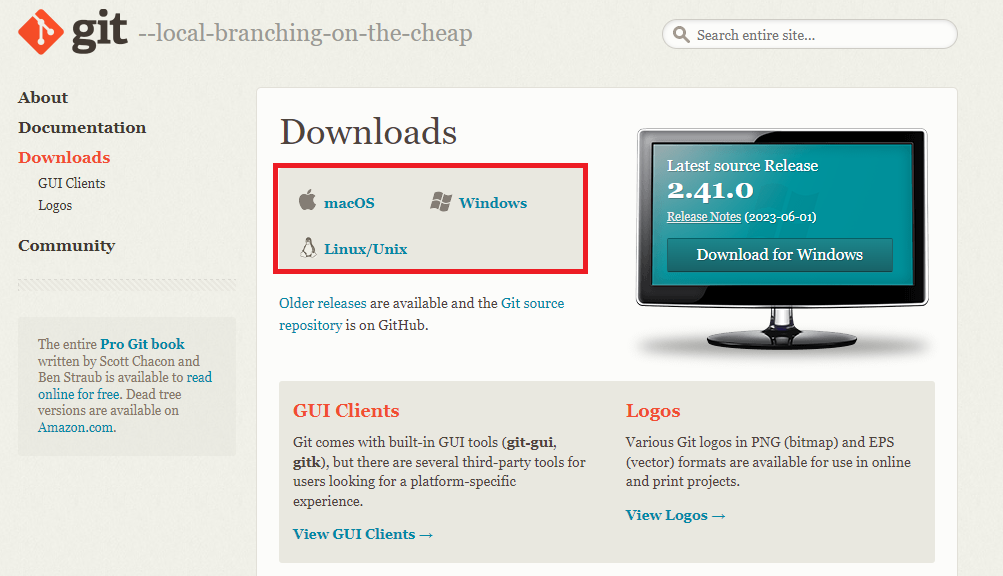 git --local-branching-on-the-cheap
Search entire site...
About
Documentation
Downloads
GUI Clients
Logos
Community
The entire Pro Git book
written by Scott Chacon and
Ben Straub is available to read
online for free. Dead tree
versions are available on
Amazon.com.
Downloads
macOS
Windows
Linux/Unix
Older releases are available and the Git source
repository is on GitHub.
Latest source Release
2.41.0
Release Notes (2023-06-01)
Download for Windows
GUI Clients
Git comes with built-in GUI tools (git-gui,
gitk), but there are several third-party tools for
users looking for a platform-specific
experience.
View GUI Clients →
Logos
Various Git logos in PNG (bitmap) and EPS
(vector) formats are available for use in online
and print projects.
View Logos →